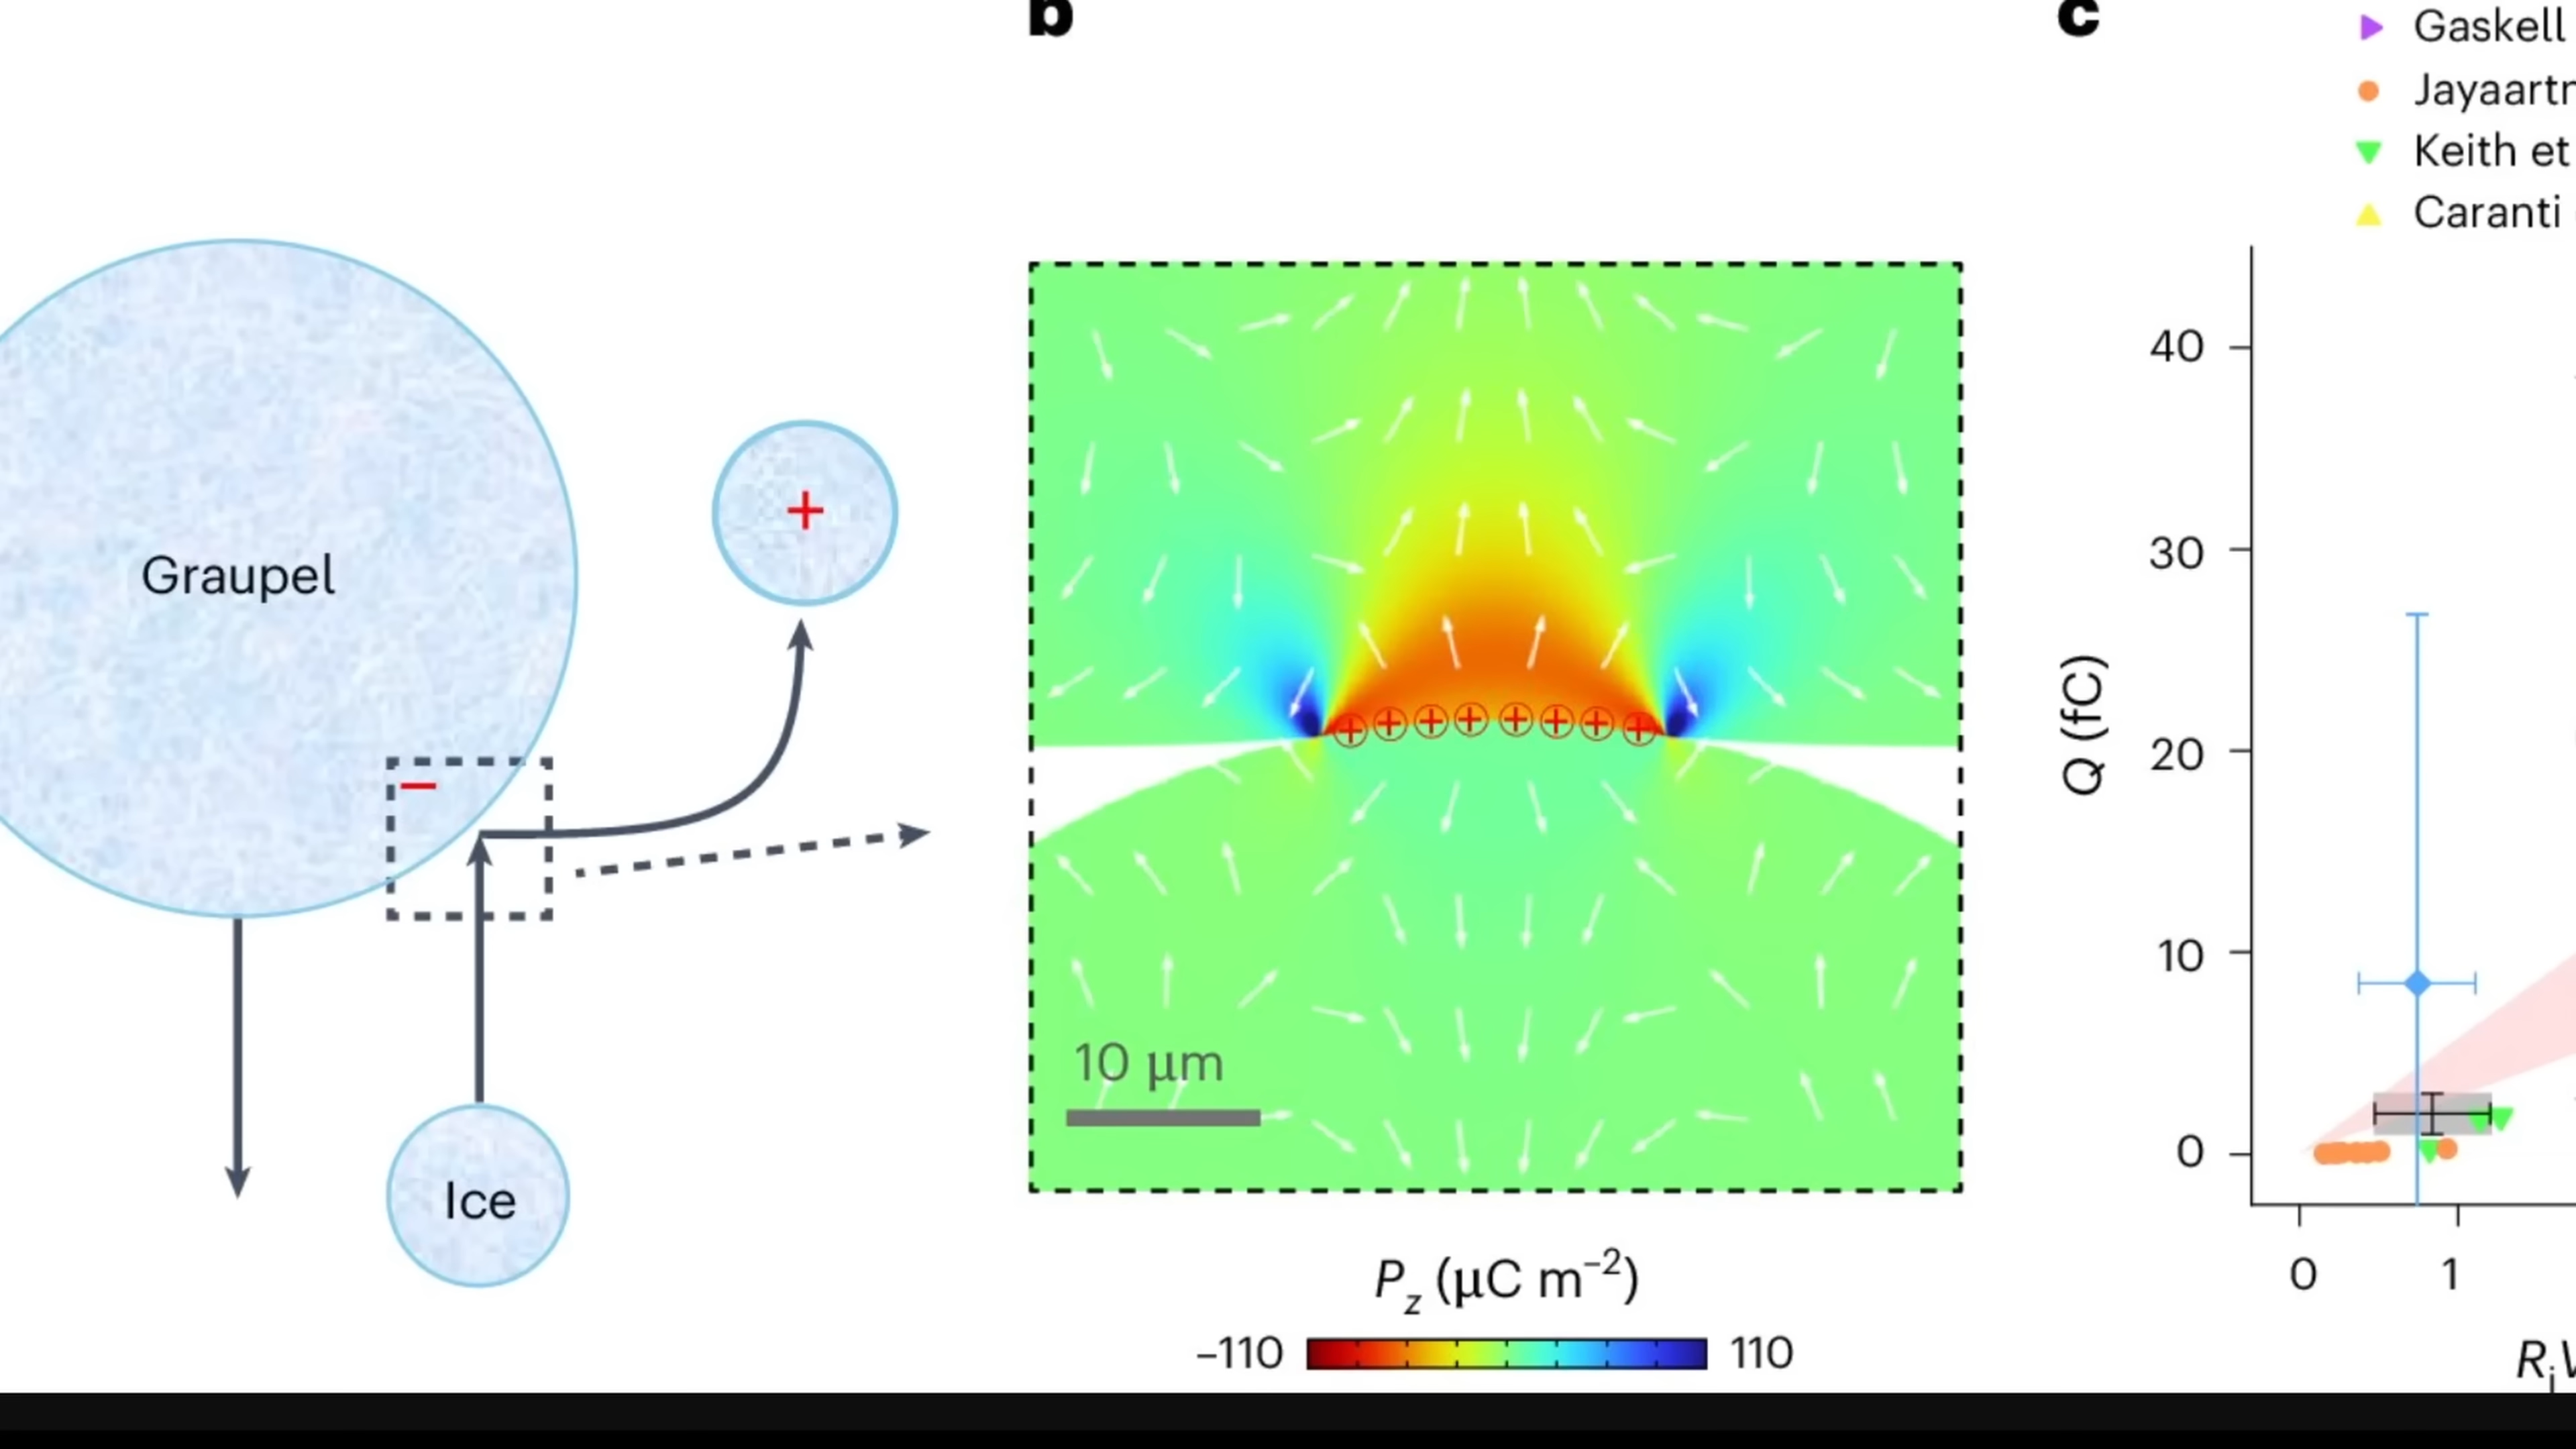 Graupel
+
−
Ice
b
+ + + + + + + +
10 µm
P_z (µC m⁻²)
−110
110
c
Gaskell
Keith et
Caranti
Q (fC)
40
30
20
10
0
0
1